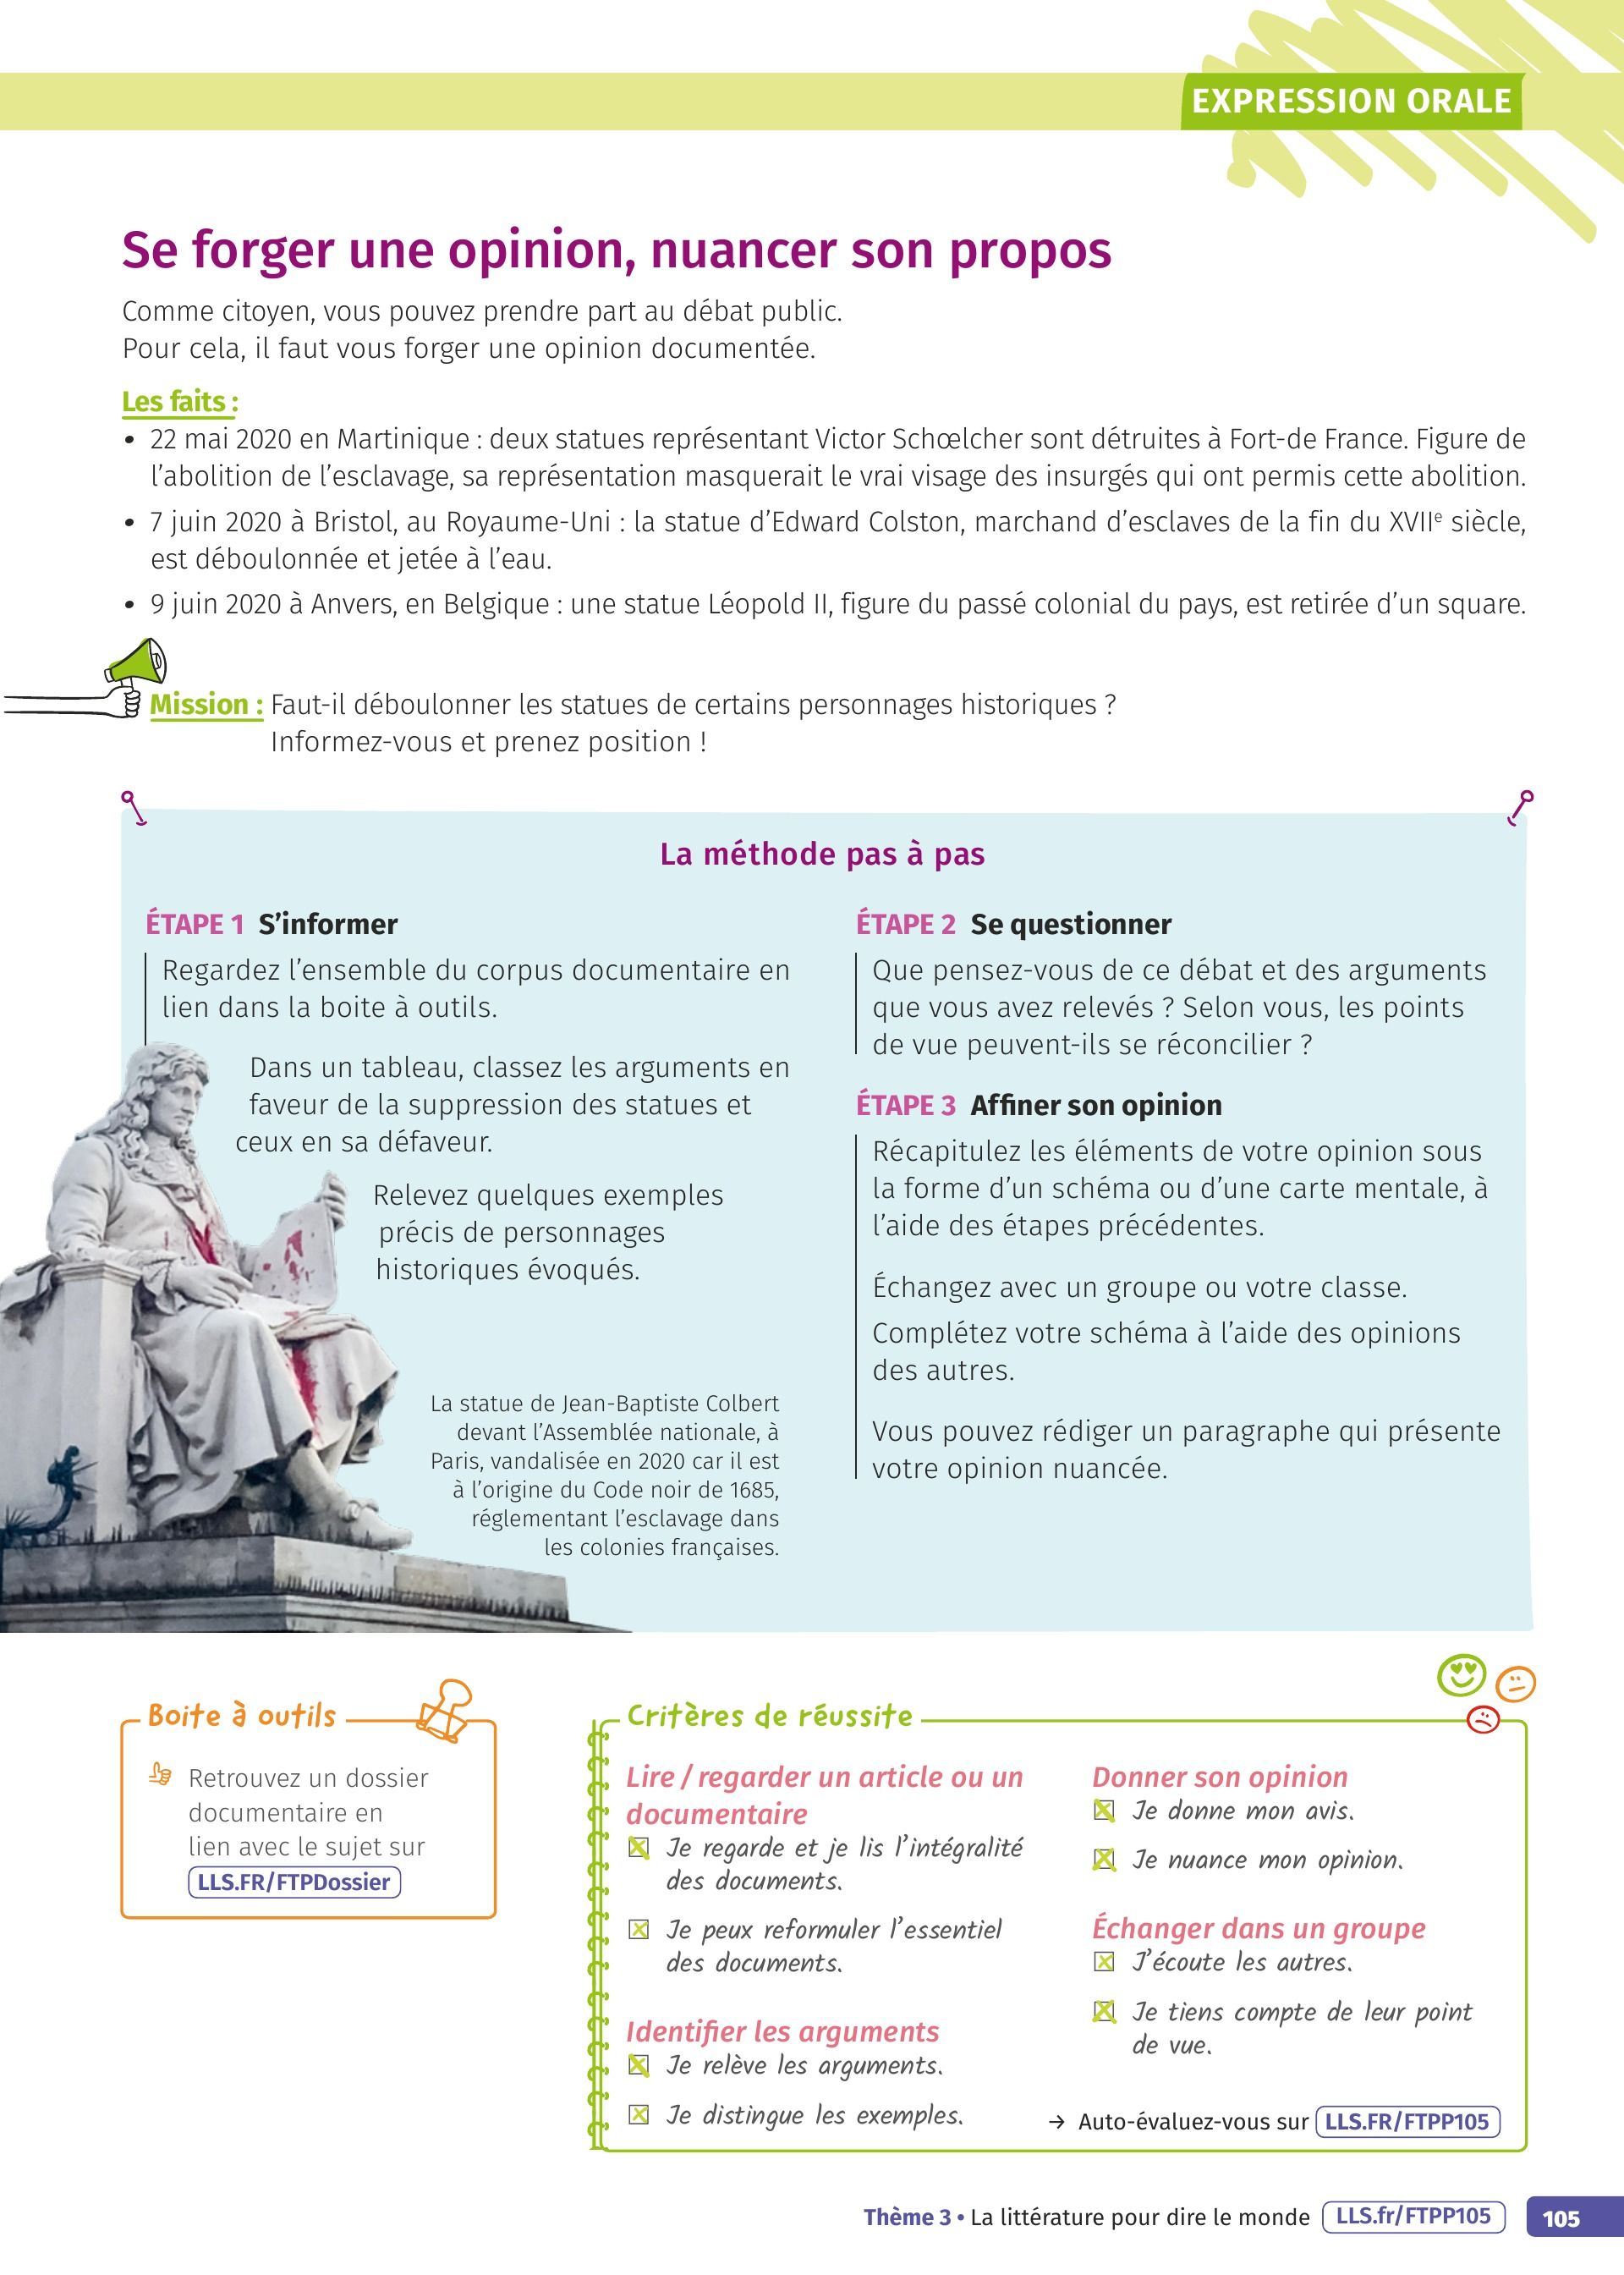 EXPRESSION ORALE
Se forger une opinion, nuancer son propos
Comme citoyen, vous pouvez prendre part au débat public.
Pour cela, il faut vous forger une opinion documentée.
Les faits :
• 22 mai 2020 en Martinique : deux statues représentant Victor Schœlcher sont détruites à Fort-de France. Figure de
l’abolition de l’esclavage, sa représentation masquerait le vrai visage des insurgés qui ont permis cette abolition.
• 7 juin 2020 à Bristol, au Royaume-Uni : la statue d’Edward Colston, marchand d’esclaves de la fin du XVIIe siècle,
est déboulonnée et jetée à l’eau.
• 9 juin 2020 à Anvers, en Belgique : une statue Léopold II, figure du passé colonial du pays, est retirée d’un square.
Mission : Faut-il déboulonner les statues de certains personnages historiques ?
Informez-vous et prenez position !
La méthode pas à pas
ÉTAPE 1 S’informer
Regardez l’ensemble du corpus documentaire en
lien dans la boite à outils.
Dans un tableau, classez les arguments en
faveur de la suppression des statues et
ceux en sa défaveur.
Relevez quelques exemples
précis de personnages
historiques évoqués.
La statue de Jean-Baptiste Colbert
devant l’Assemblée nationale, à
Paris, vandalisée en 2020 car il est
à l’origine du Code noir de 1685,
réglementant l’esclavage dans
les colonies françaises.
ÉTAPE 2 Se questionner
Que pensez-vous de ce débat et des arguments
que vous avez relevés ? Selon vous, les points
de vue peuvent-ils se réconcilier ?
ÉTAPE 3 Affiner son opinion
Récapitulez les éléments de votre opinion sous
la forme d’un schéma ou d’une carte mentale, à
l’aide des étapes précédentes.
Échangez avec un groupe ou votre classe.
Complétez votre schéma à l’aide des opinions
des autres.
Vous pouvez rédiger un paragraphe qui présente
votre opinion nuancée.
Boite à outils
Retrouvez un dossier
documentaire en
lien avec le sujet sur
LLS.FR/FTPDossier
Critères de réussite
Lire / regarder un article ou un
documentaire
Je regarde et je lis l’intégralité
des documents.
Je peux reformuler l’essentiel
des documents.
Identifier les arguments
Je relève les arguments.
Je distingue les exemples.
Donner son opinion
Je donne mon avis.
Je nuance mon opinion.
Échanger dans un groupe
J’écoute les autres.
Je tiens compte de leur point
de vue.
→ Auto-évaluez-vous sur LLS.FR/FTPP105
Thème 3 • La littérature pour dire le monde LLS.fr/FTPP105 105